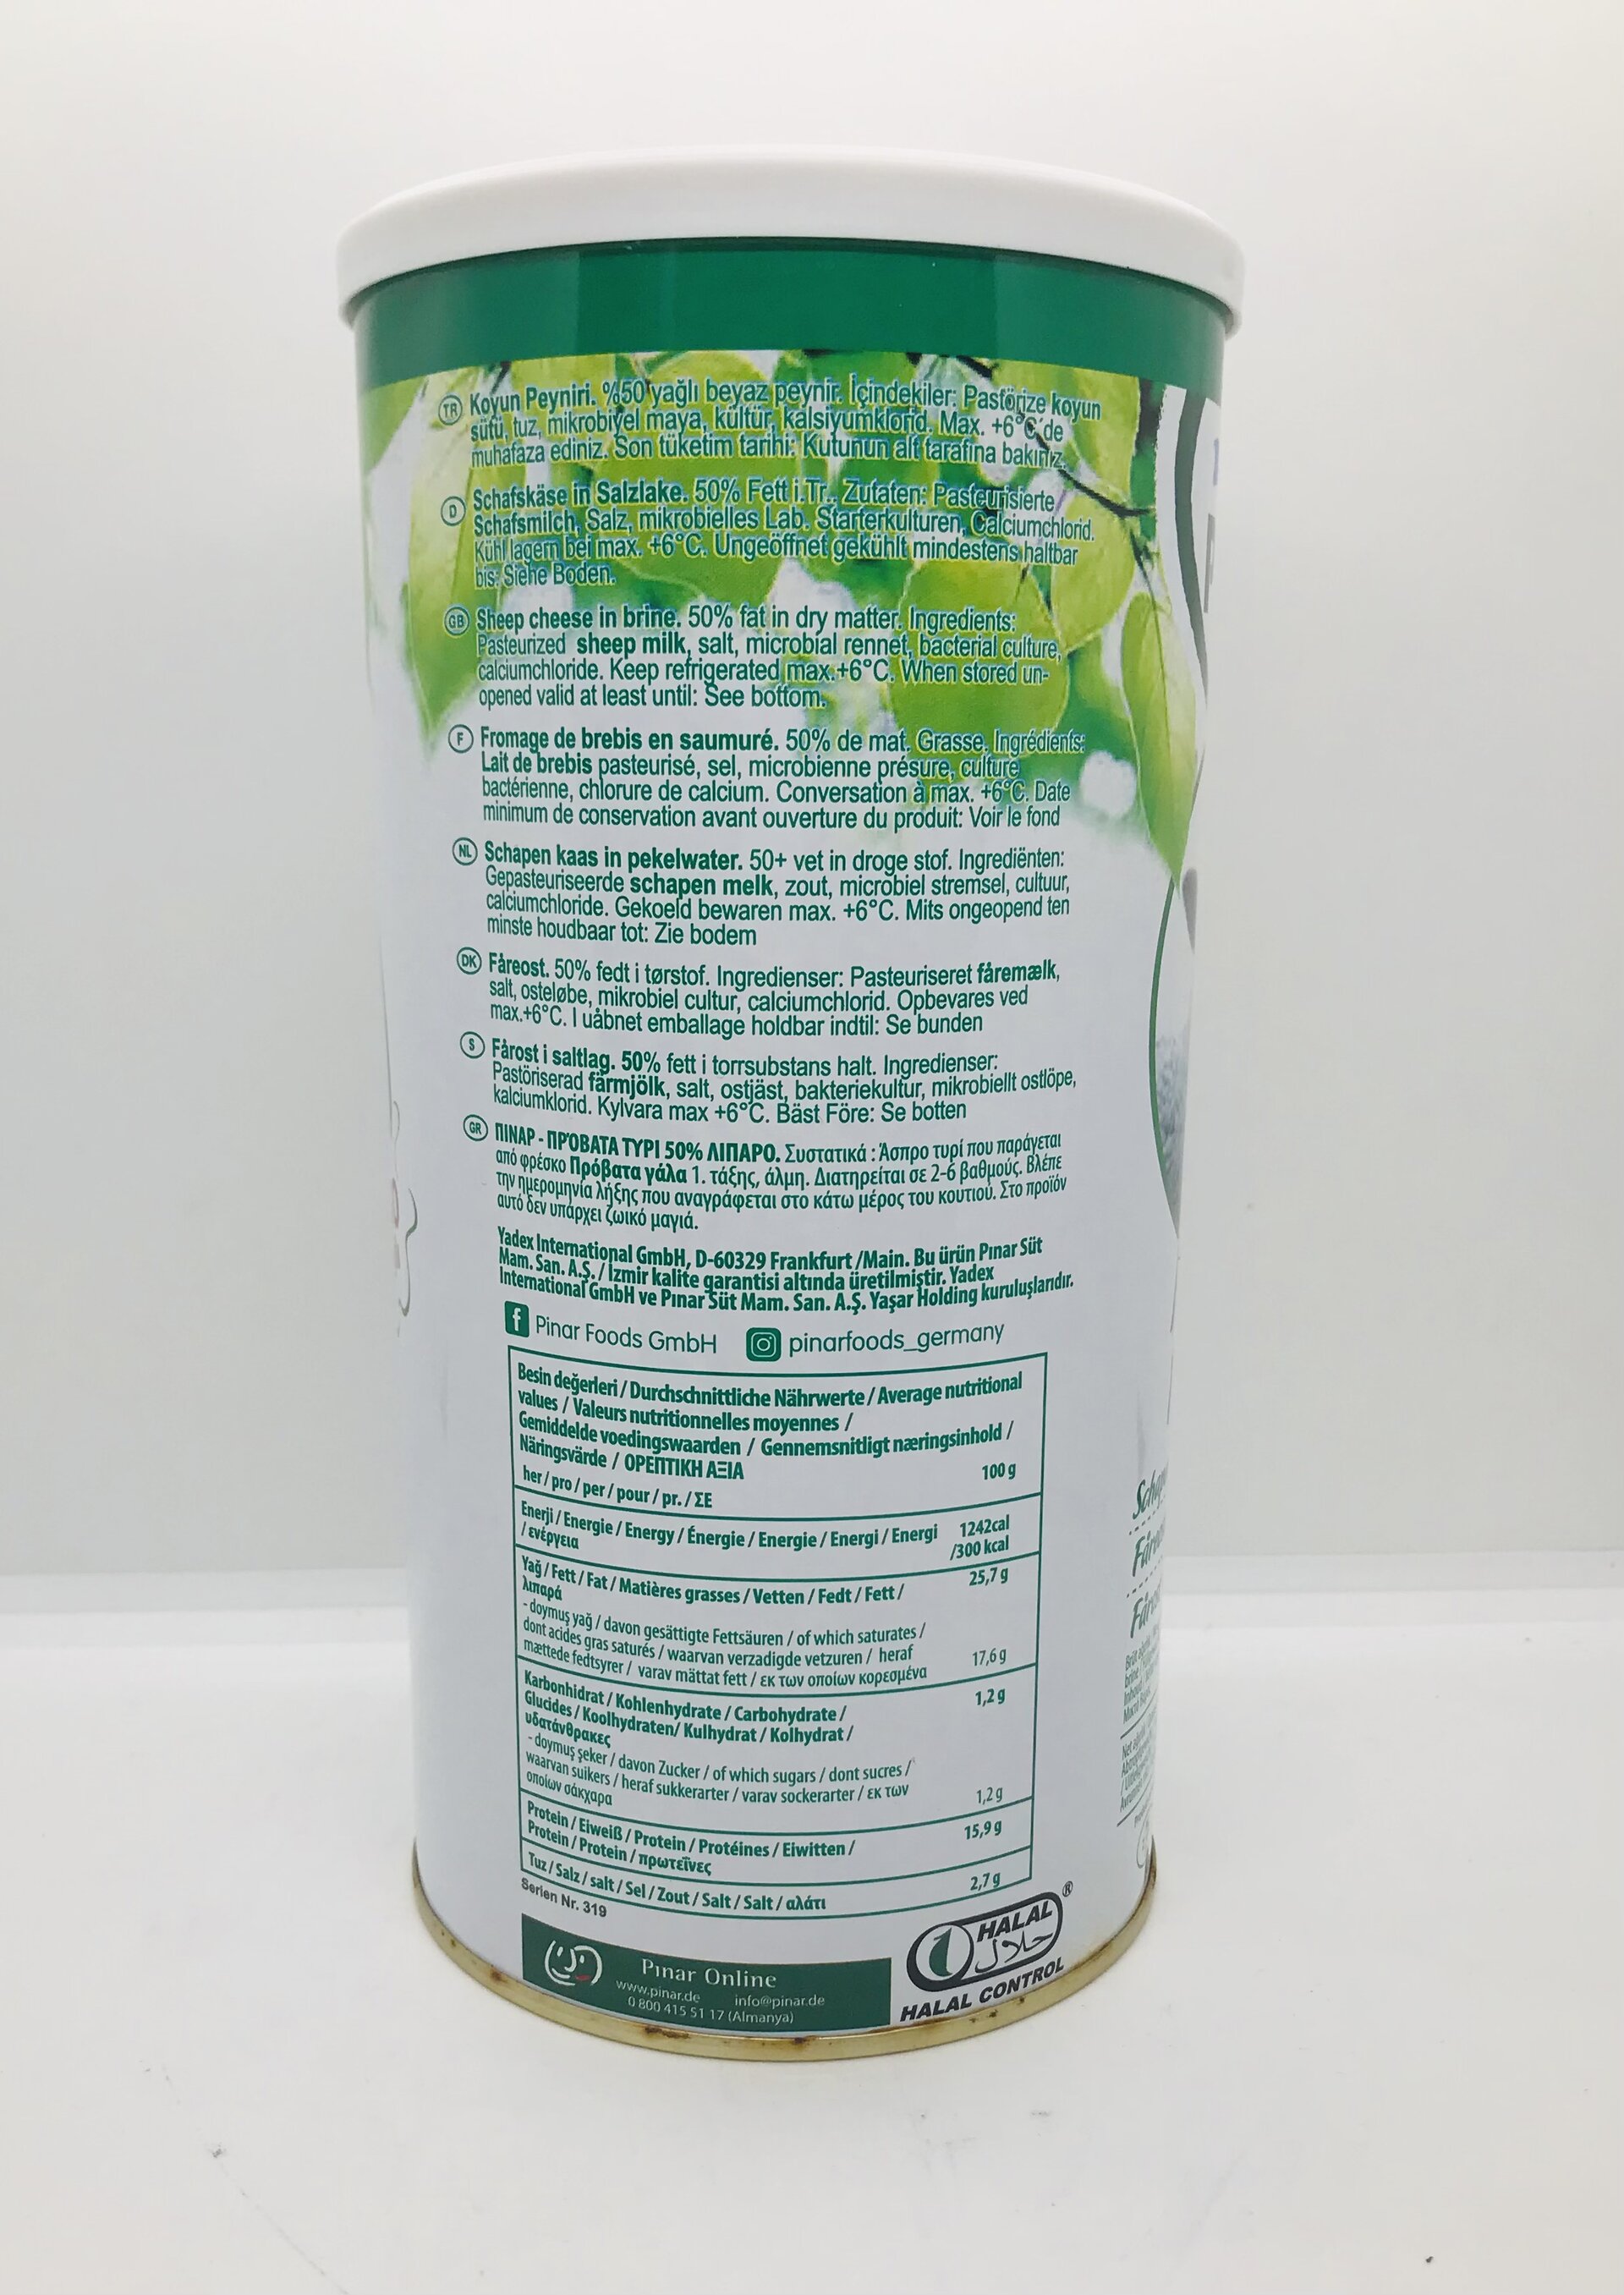 TR Koyun Peyniri. %50 yağlı beyaz peynir. İçindekiler: Pastörize koyun
sütü, tuz, mikrobiyel maya, kültür, kalsiyumklorid. Max. +6°C'de
muhafaza ediniz. Son tüketim tarihi: Kutunun alt tarafına bakınız.
D Schafskäse in Salzlake. 50% Fett i.Tr.. Zutaten: Pasteurisierte
Schafsmilch, Salz, mikrobielles Lab. Starterkulturen, Calciumchlorid.
Kühl lagern bei max. +6°C. Ungeöffnet gekühlt mindestens haltbar
bis: Siehe Boden.
GB Sheep cheese in brine. 50% fat in dry matter. Ingredients:
Pasteurized sheep milk, salt, microbial rennet, bacterial culture,
calciumchloride. Keep refrigerated max.+6°C. When stored un-
opened valid at least until: See bottom.
F Fromage de brebis en saumuré. 50% de mat. Grasse. Ingrédients:
Lait de brebis pasteurisé, sel, microbienne présure, culture
bactérienne, chlorure de calcium. Conversation à max. +6°C. Date
minimum de conservation avant ouverture du produit: Voir le fond
NL Schapen kaas in pekelwater. 50+ vet in droge stof. Ingrediënten:
Gepasteuriseerde schapen melk, zout, microbiel stremsel, cultuur,
calciumchloride. Gekoeld bewaren max. +6°C. Mits ongeopend ten
minste houdbaar tot: Zie bodem
DK Fåreost. 50% fedt i tørstof. Ingredienser: Pasteuriseret fåremælk,
salt, osteløbe, mikrobiel cultur, calciumchlorid. Opbevares ved
max.+6°C. I uåbnet emballage holdbar indtil: Se bunden
S Fårost i saltlag. 50% fett i torrsubstans halt. Ingredienser:
Pastöriserad färmjölk, salt, ostjäst, bakteriekultur, mikrobiellt ostlöpe,
kalciumklorid. Kylvara max +6°C. Bäst Före: Se botten
GR ΠΙΝΑΡ - ΠΡΌΒΑΤΑ ΤΥΡΙ 50% ΛΙΠΑΡΟ. Συστατικά : Άσπρο τυρί που παράγεται
από φρέσκο Πρόβατα γάλα 1. τάξης, άλμη. Διατηρείται σε 2-6 βαθμούς. Βλέπε
την ημερομηνία λήξης που αναγράφεται στο κάτω μέρος του κουτιού. Στο προϊόν
αυτό δεν υπάρχει ζωικό μαγιά.
Yadex International GmbH, D-60329 Frankfurt /Main. Bu ürün Pınar Süt
Mam. San. A.Ş. / İzmir kalite garantisi altında üretilmiştir. Yadex
International GmbH ve Pınar Süt Mam. San. A.Ş. Yaşar Holding kuruluşlarıdır.
f Pinar Foods GmbH pinarfoods_germany
Besin değerleri / Durchschnittliche Nährwerte / Average nutritional
values / Valeurs nutritionnelles moyennes /
Gemiddelde voedingswaarden / Gennemsnitligt næringsinhold /
Näringsvärde / ΟΡΕΠΤΙΚΗ ΑΞΙΑ
her / pro / per / pour / pr. / ΣΕ 100 g
Enerji / Energie / Energy / Énergie / Energie / Energi / Energi 1242cal
/ ενέργεια /300 kcal
Yağ / Fett / Fat / Matières grasses / Vetten / Fedt / Fett / 25,7 g
λιπαρά
- doymuş yağ / davon gesättigte Fettsäuren / of which saturates /
dont acides gras saturés / waarvan verzadigde vetzuren / heraf
mættede fedtsyrer / varav mättat fett / εκ των οποίων κορεσμένα 17,6 g
Karbonhidrat / Kohlenhydrate / Carbohydrate / 1,2 g
Glucides / Koolhydraten/ Kulhydrat / Kolhydrat /
υδατάνθρακες
- doymuş şeker / davon Zucker / of which sugars / dont sucres /
waarvan suikers / heraf sukkerarter / varav sockerarter / εκ των
οποίων σάκχαρα 1,2 g
Protein / Eiweiß / Protein / Protéines / Eiwitten / 15,9 g
Protein / Protein / πρωτεΐνες
Tuz / Salz / salt / Sel / Zout / Salt / Salt / αλάτι 2,7 g
Serien Nr. 319
Pınar Online
www.pinar.de info@pinar.de
0 800 415 51 17 (Almanya)
HALAL ®
حلال
HALAL CONTROL